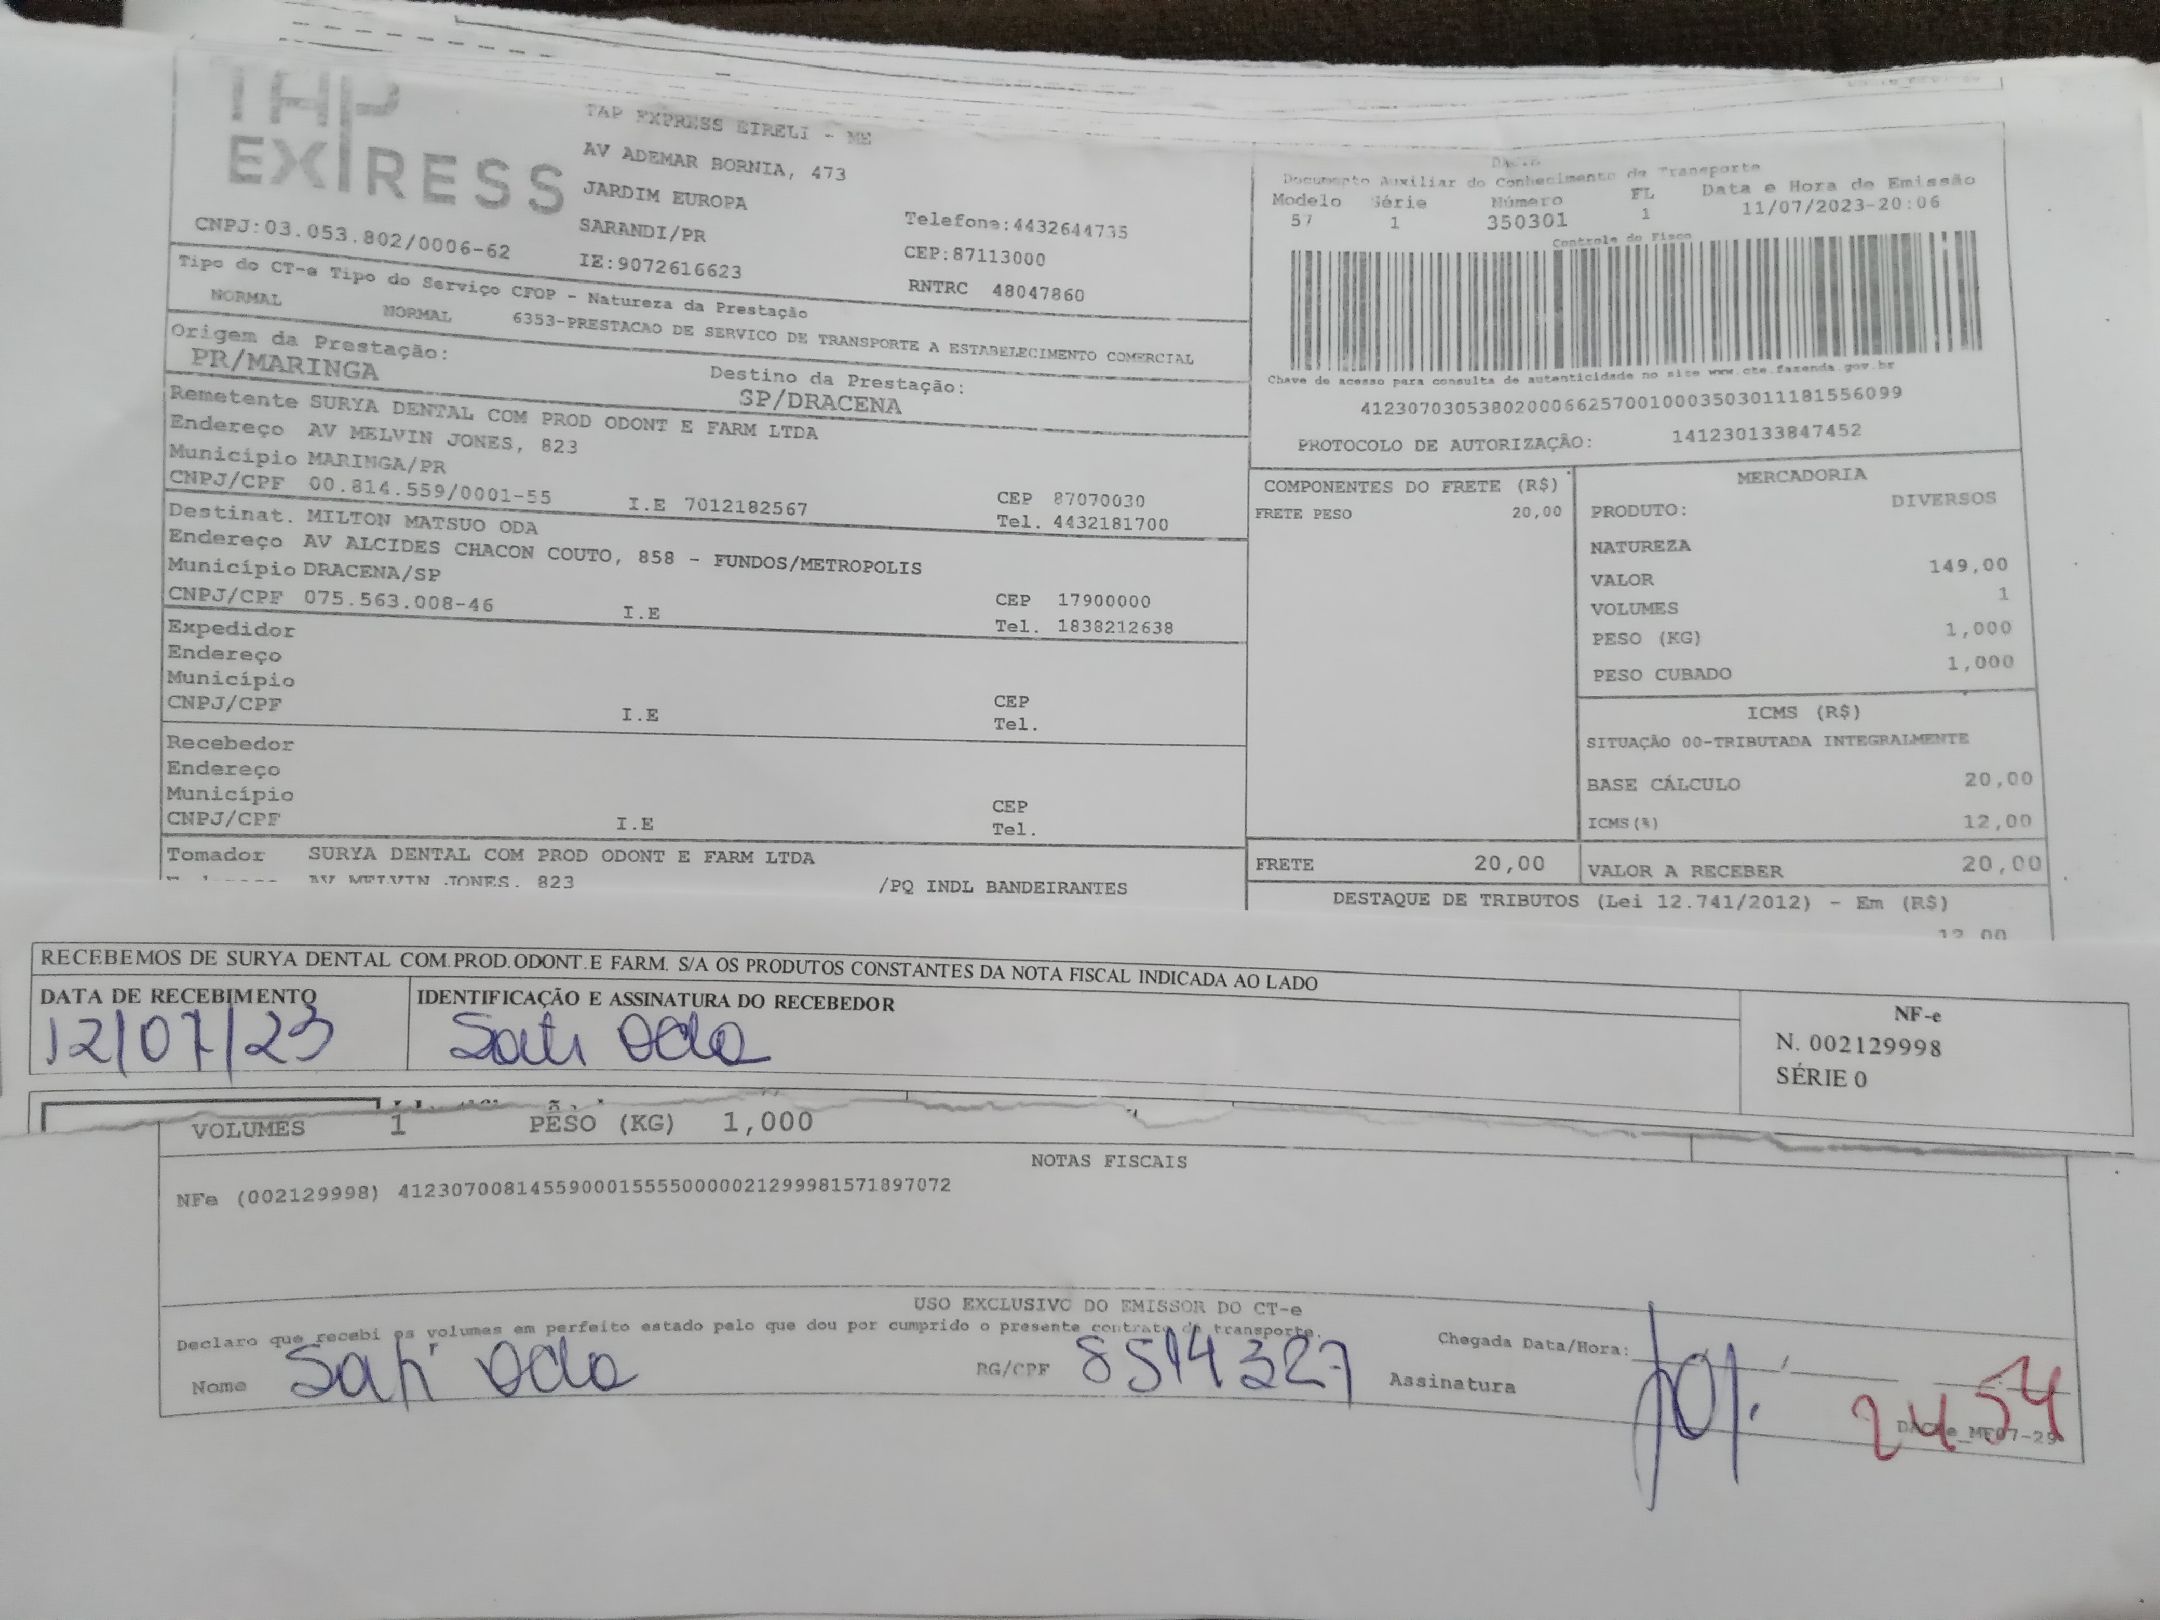 TAP
EXPRESS
TAP EXPRESS EIRELI - ME
AV ADEMAR BORNIA, 473
JARDIM EUROPA
SARANDI/PR
Telefone:4432644735
CNPJ:03.053.802/0006-62
IE:9072616623
CEP:87113000
RNTRC 48047860
Tipo do CT-e Tipo do Serviço CFOP - Natureza da Prestação
NORMAL NORMAL 6353-PRESTACAO DE SERVICO DE TRANSPORTE A ESTABELECIMENTO COMERCIAL
Origem da Prestação: Destino da Prestação:
PR/MARINGA SP/DRACENA
Remetente SURYA DENTAL COM PROD ODONT E FARM LTDA
Endereço AV MELVIN JONES, 823
Município MARINGA/PR CEP 87070030
CNPJ/CPF 00.814.559/0001-55 I.E 7012182567 Tel. 4432181700
Destinat. MILTON MATSUO ODA
Endereço AV ALCIDES CHACON COUTO, 858 - FUNDOS/METROPOLIS
Município DRACENA/SP CEP 17900000
CNPJ/CPF 075.563.008-46 I.E Tel. 1838212638
Expedidor
Endereço
Município CEP
CNPJ/CPF I.E Tel.
Recebedor
Endereço
Município CEP
CNPJ/CPF I.E Tel.
Tomador SURYA DENTAL COM PROD ODONT E FARM LTDA
AV MELVIN JONES, 823 /PQ INDL BANDEIRANTES
Documento Auxiliar do Conhecimento de Transporte
Modelo Série Número FL Data e Hora de Emissão
57 1 350301 1 11/07/2023-20:06
Controle do Fisco
Chave de acesso para consulta de autenticidade no site www.cte.fazenda.gov.br
41230703053802000662570010003503011181556099
PROTOCOLO DE AUTORIZAÇÃO: 141230133847452
COMPONENTES DO FRETE (R$)
FRETE PESO 20,00
MERCADORIA
PRODUTO: DIVERSOS
NATUREZA
VALOR 149,00
VOLUMES 1
PESO (KG) 1,000
PESO CUBADO 1,000
ICMS (R$)
SITUAÇÃO 00-TRIBUTADA INTEGRALMENTE
BASE CÁLCULO 20,00
ICMS(%) 12,00
FRETE 20,00 VALOR A RECEBER 20,00
DESTAQUE DE TRIBUTOS (Lei 12.741/2012) - Em (R$)
12,00
RECEBEMOS DE SURYA DENTAL COM.PROD.ODONT.E FARM. S/A OS PRODUTOS CONSTANTES DA NOTA FISCAL INDICADA AO LADO
DATA DE RECEBIMENTO IDENTIFICAÇÃO E ASSINATURA DO RECEBEDOR
12/07/23 Sati Oda
NF-e
N. 002129998
SÉRIE 0
VOLUMES 1 PESO (KG) 1,000
NOTAS FISCAIS
NFe (002129998) 41230700814559000155550000021299981571897072
USO EXCLUSIVO DO EMISSOR DO CT-e
Declaro que recebi os volumes em perfeito estado pelo que dou por cumprido o presente contrato de transporte.
Chegada Data/Hora:
Nome Sati Oda RG/CPF 8514327 Assinatura
2454